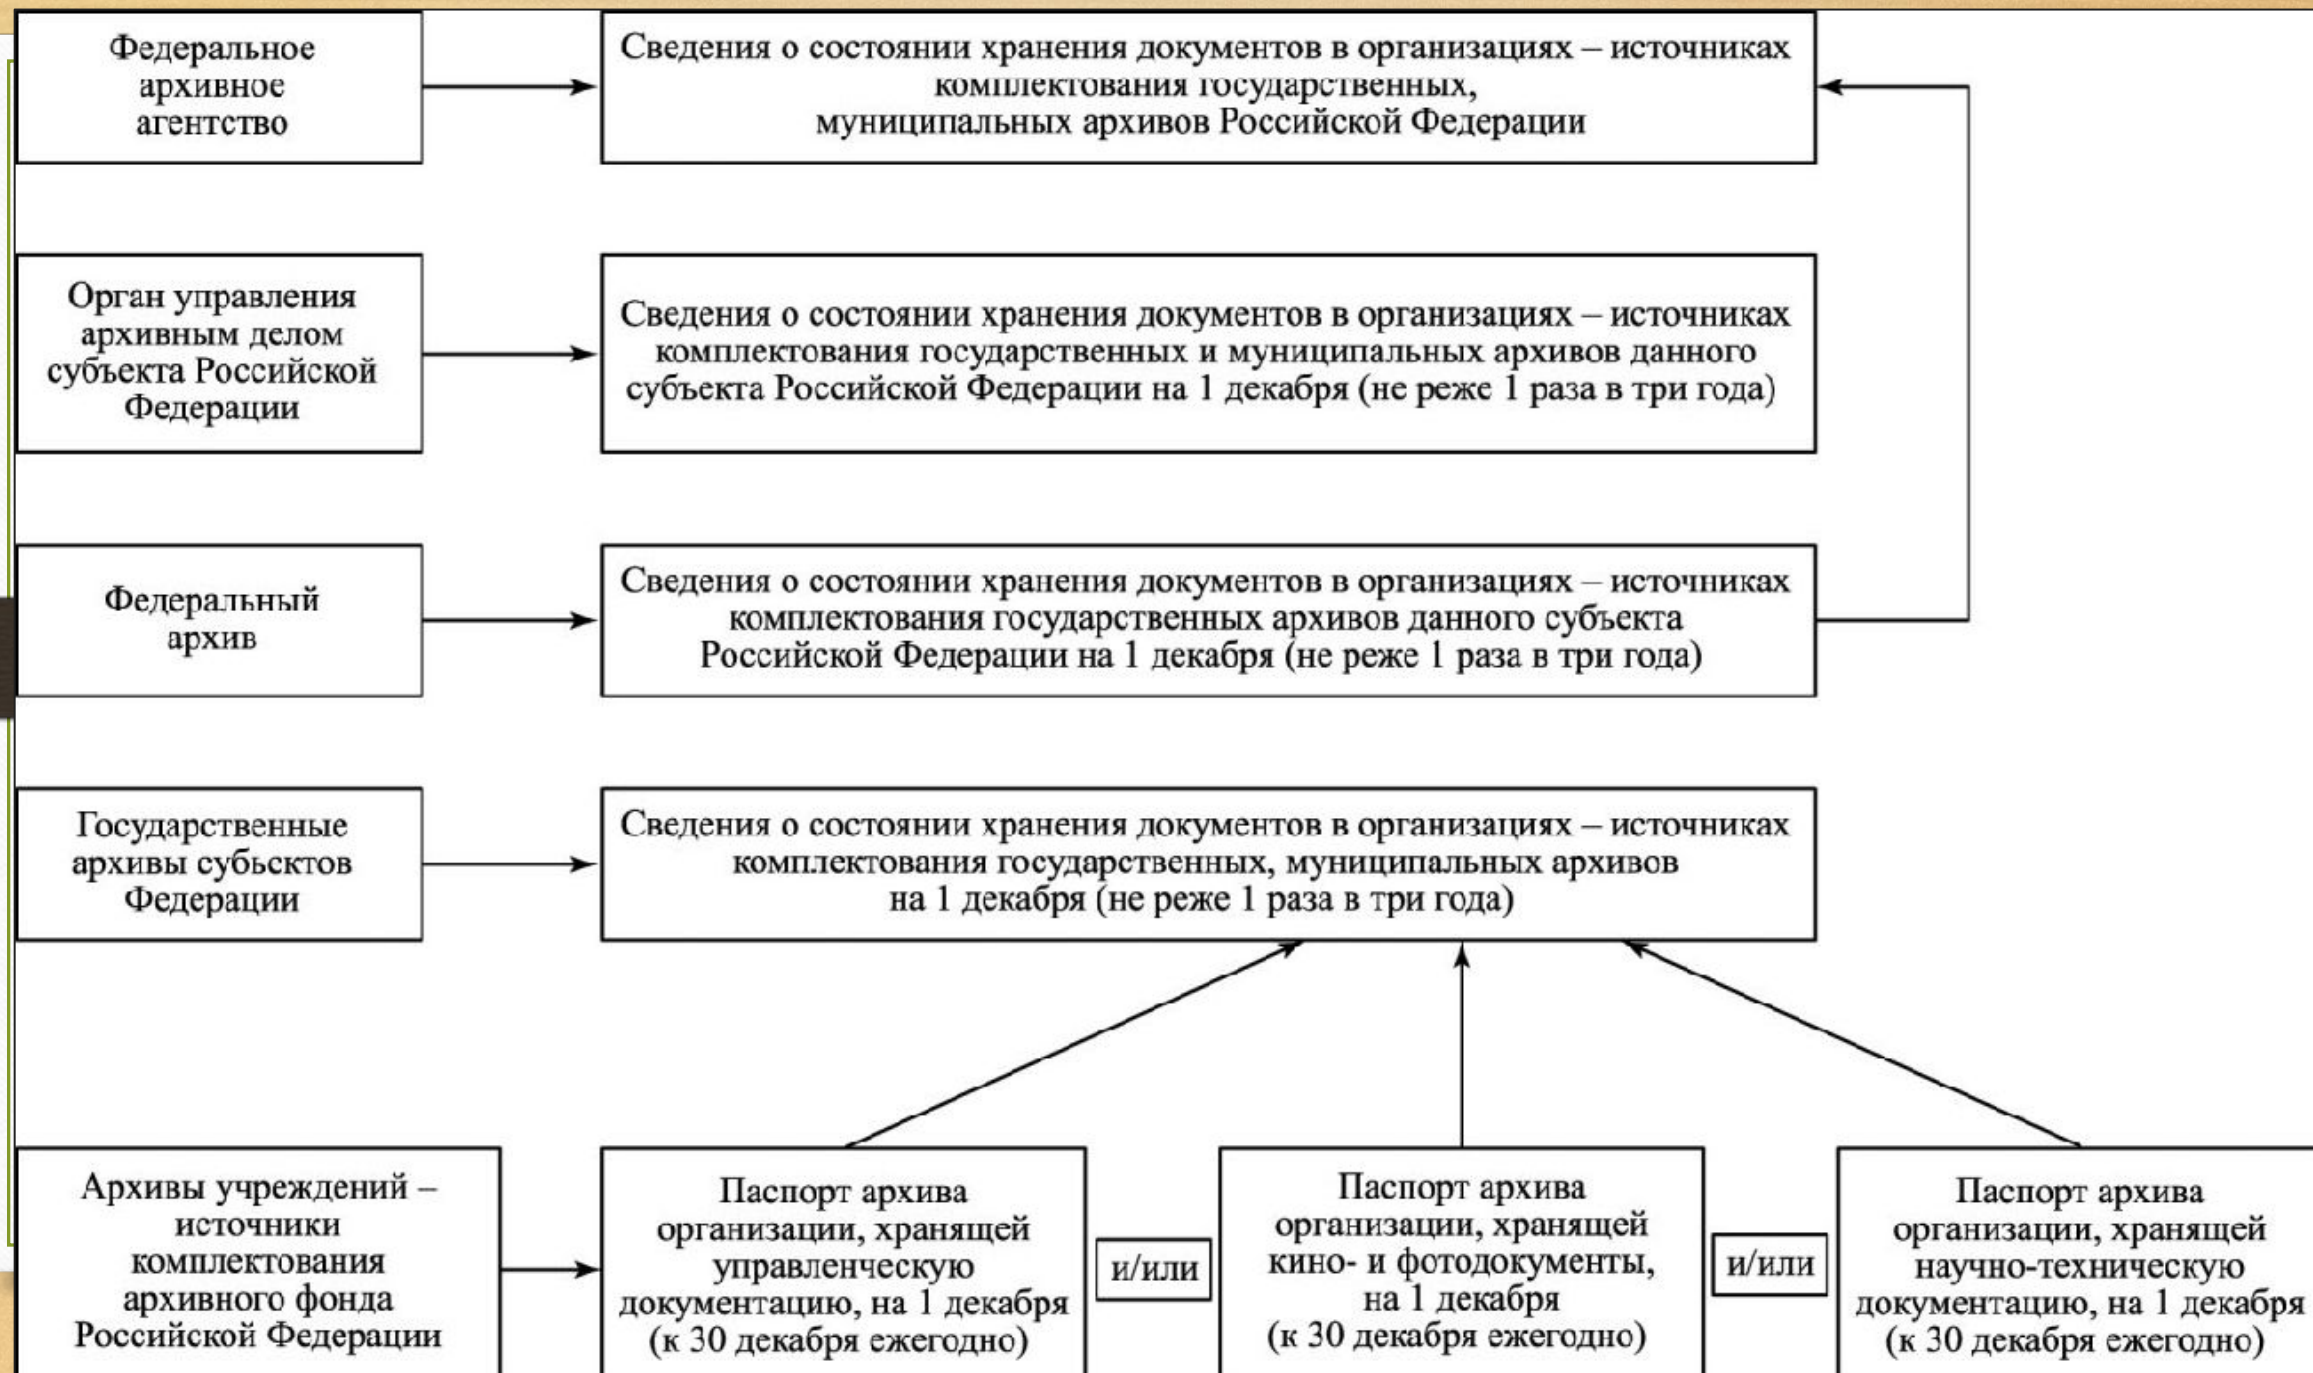 Федеральное
архивное
агентство
Сведения о состоянии хранения документов в организациях – источниках
комплектования государственных,
муниципальных архивов Российской Федерации
Орган управления
архивным делом
субъекта Российской
Федерации
Сведения о состоянии хранения документов в организациях – источниках
комплектования государственных и муниципальных архивов данного
субъекта Российской Федерации на 1 декабря (не реже 1 раза в три года)
Федеральный
архив
Сведения о состоянии хранения документов в организациях – источниках
комплектования государственных архивов данного субъекта
Российской Федерации на 1 декабря (не реже 1 раза в три года)
Государственные
архивы субъектов
Федерации
Сведения о состоянии хранения документов в организациях – источниках
комплектования государственных, муниципальных архивов
на 1 декабря (не реже 1 раза в три года)
Архивы учреждений –
источники
комплектования
архивного фонда
Российской Федерации
Паспорт архива
организации, хранящей
управленческую
документацию, на 1 декабря
(к 30 декабря ежегодно)
и/или
Паспорт архива
организации, хранящей
кино- и фотодокументы,
на 1 декабря
(к 30 декабря ежегодно)
и/или
Паспорт архива
организации, хранящей
научно-техническую
документацию, на 1 декабря
(к 30 декабря ежегодно)